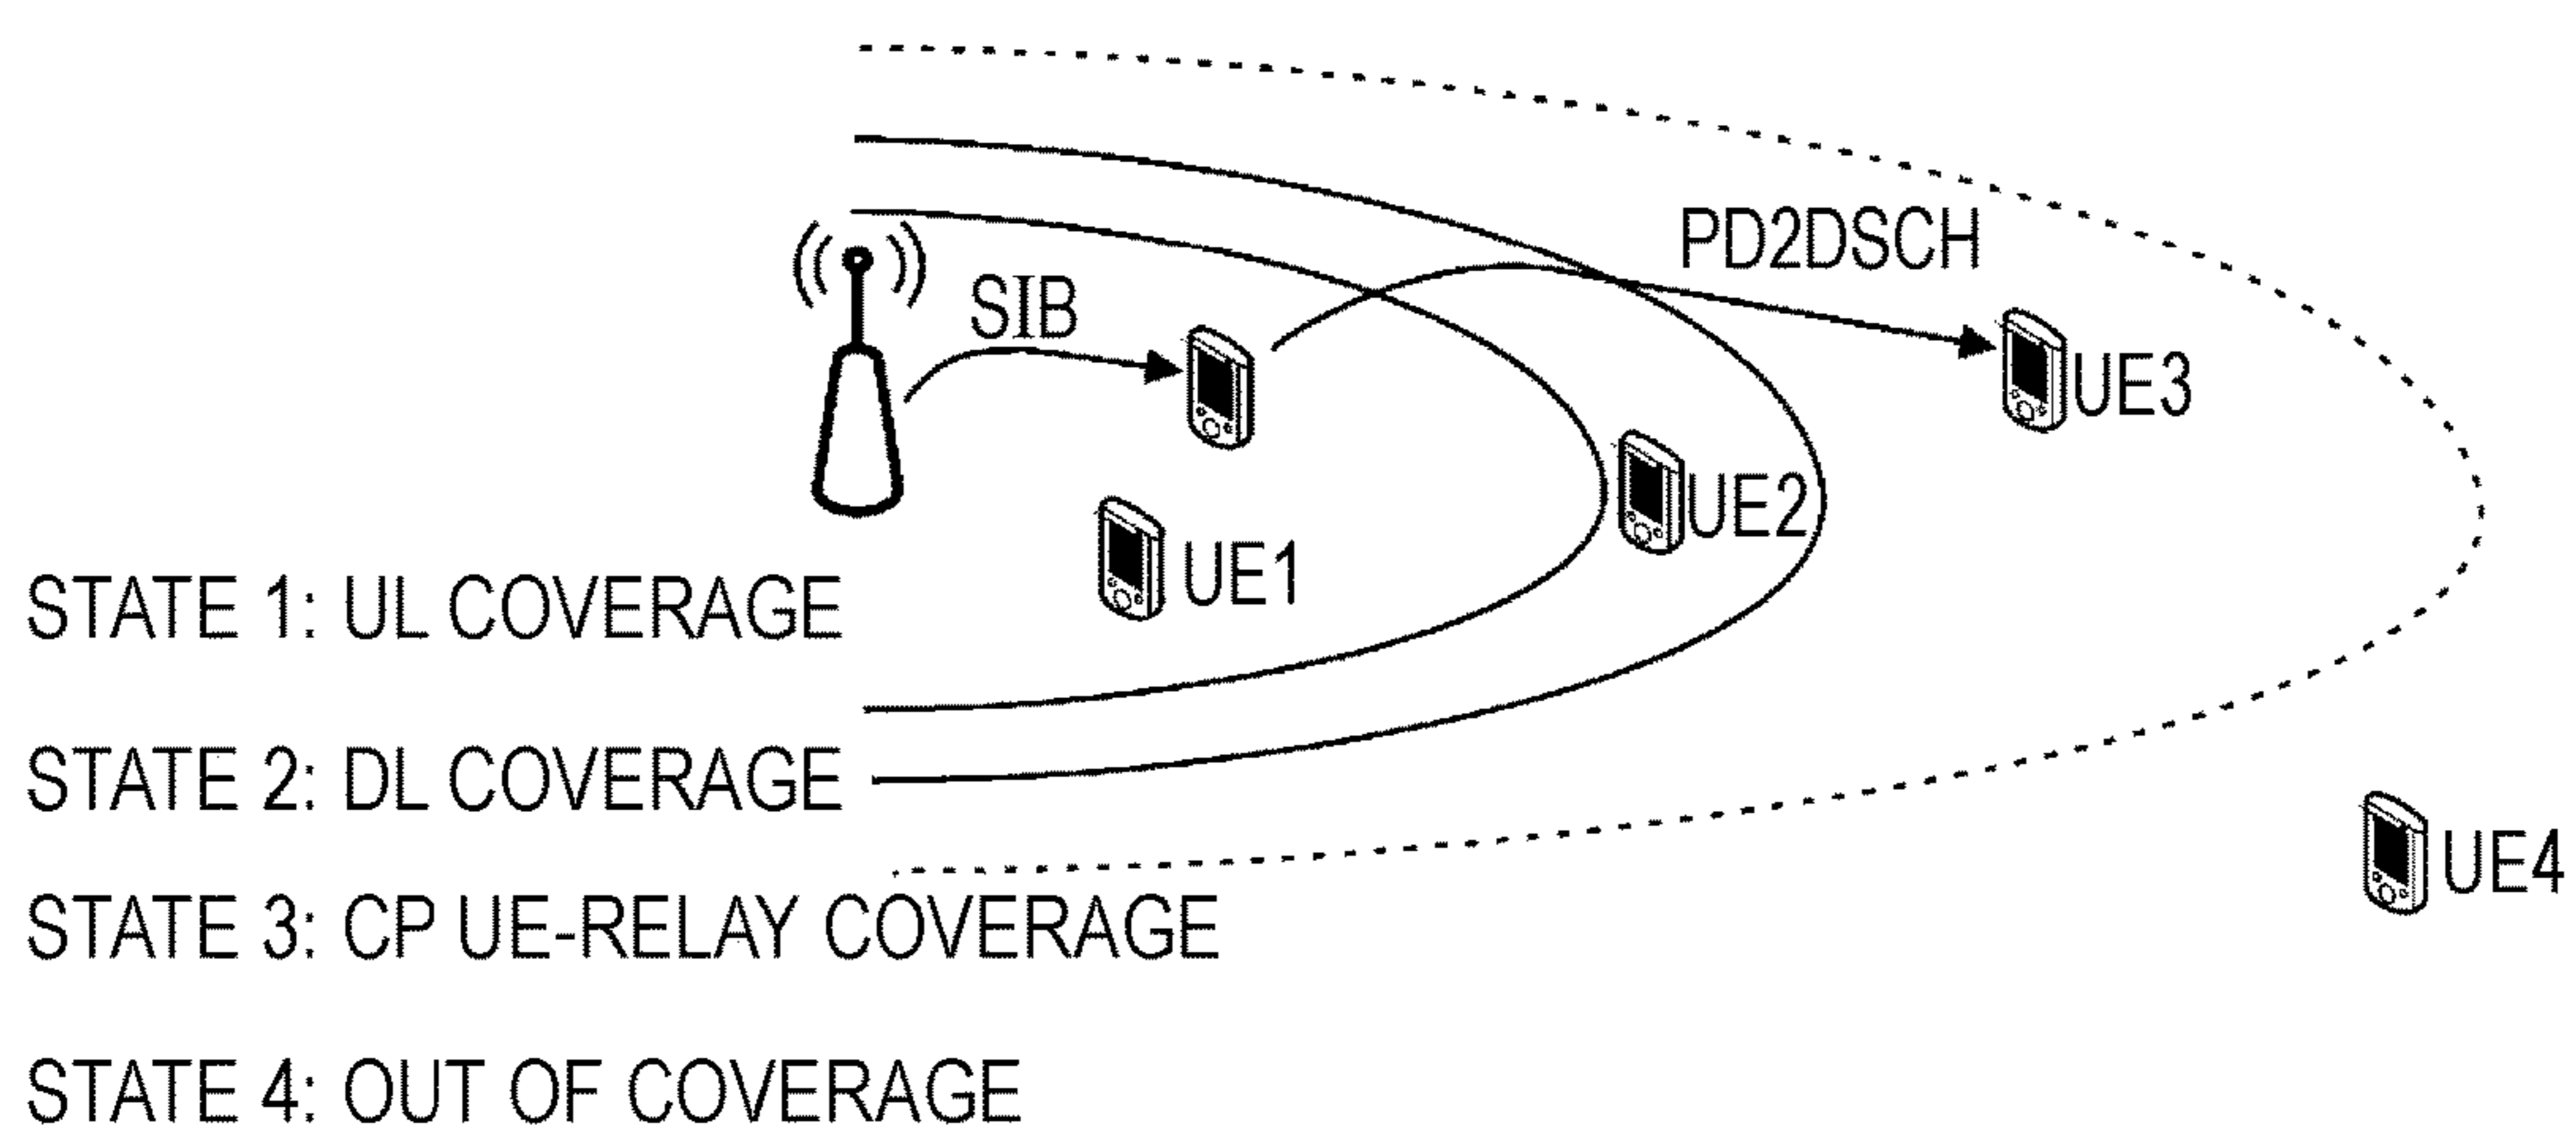 PD2DSCH
SIB
UE3
UE2
UE1
STATE 1: UL COVERAGE
STATE 2: DL COVERAGE
UE4
STATE 3: CP UE-RELAY COVERAGE
STATE 4: OUT OF COVERAGE